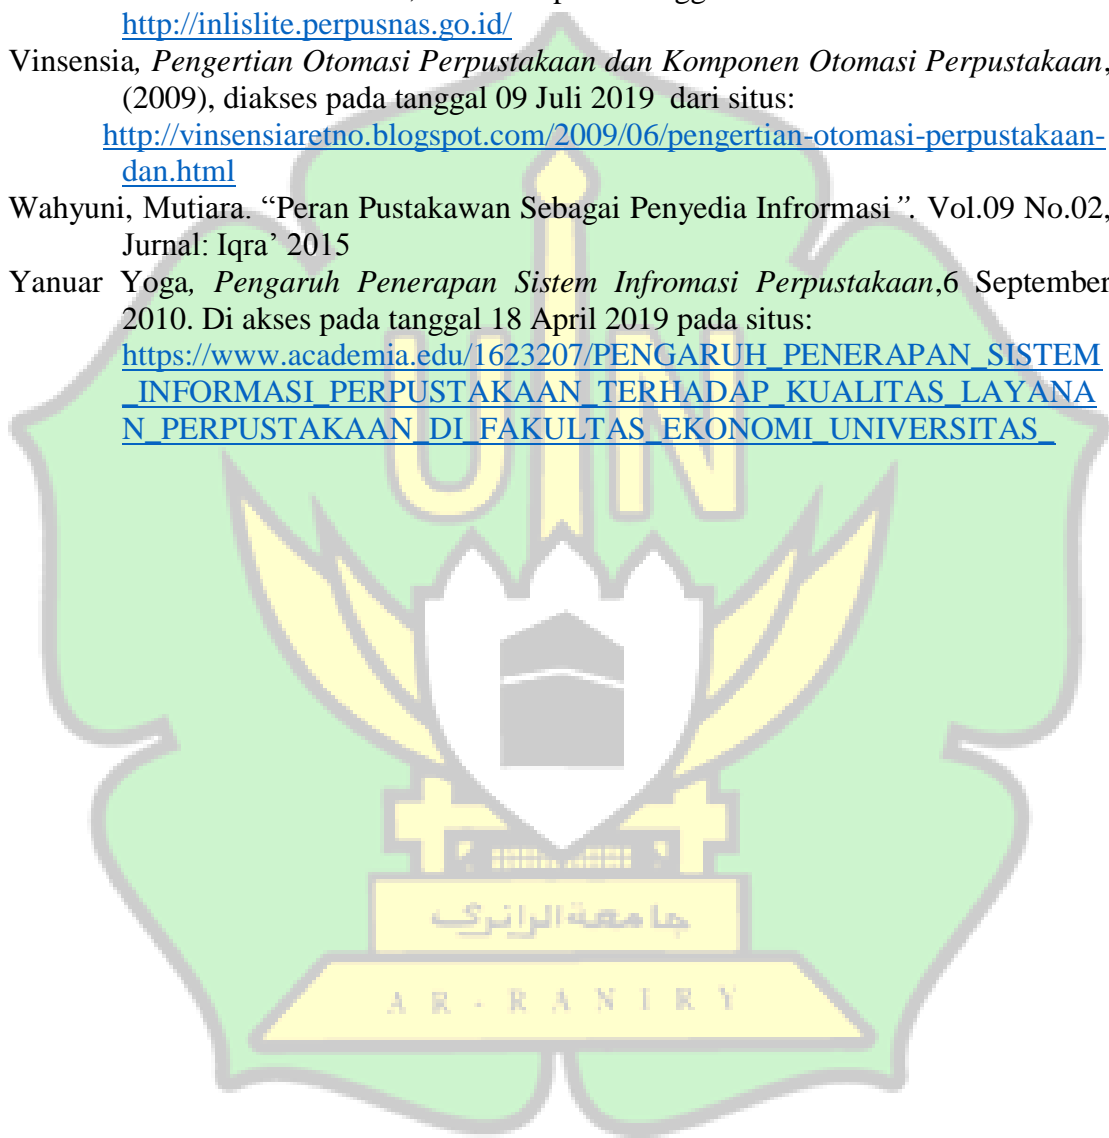 http://inlislite.perpusnas.go.id/
Vinsensia, Pengertian Otomasi Perpustakaan dan Komponen Otomasi Perpustakaan,
(2009), diakses pada tanggal 09 Juli 2019 dari situs:
http://vinsensiaretno.blogspot.com/2009/06/pengertian-otomasi-perpustakaan-
dan.html
Wahyuni, Mutiara. “Peran Pustakawan Sebagai Penyedia Infrormasi”. Vol.09 No.02,
Jurnal: Iqra’ 2015
Yanuar Yoga, Pengaruh Penerapan Sistem Infromasi Perpustakaan,6 September
2010. Di akses pada tanggal 18 April 2019 pada situs:
https://www.academia.edu/1623207/PENGARUH_PENERAPAN_SISTEM
_INFORMASI_PERPUSTAKAAN_TERHADAP_KUALITAS_LAYANA
N_PERPUSTAKAAN_DI_FAKULTAS_EKONOMI_UNIVERSITAS_
UIN
جامعة الرانري
AR-RANIRY